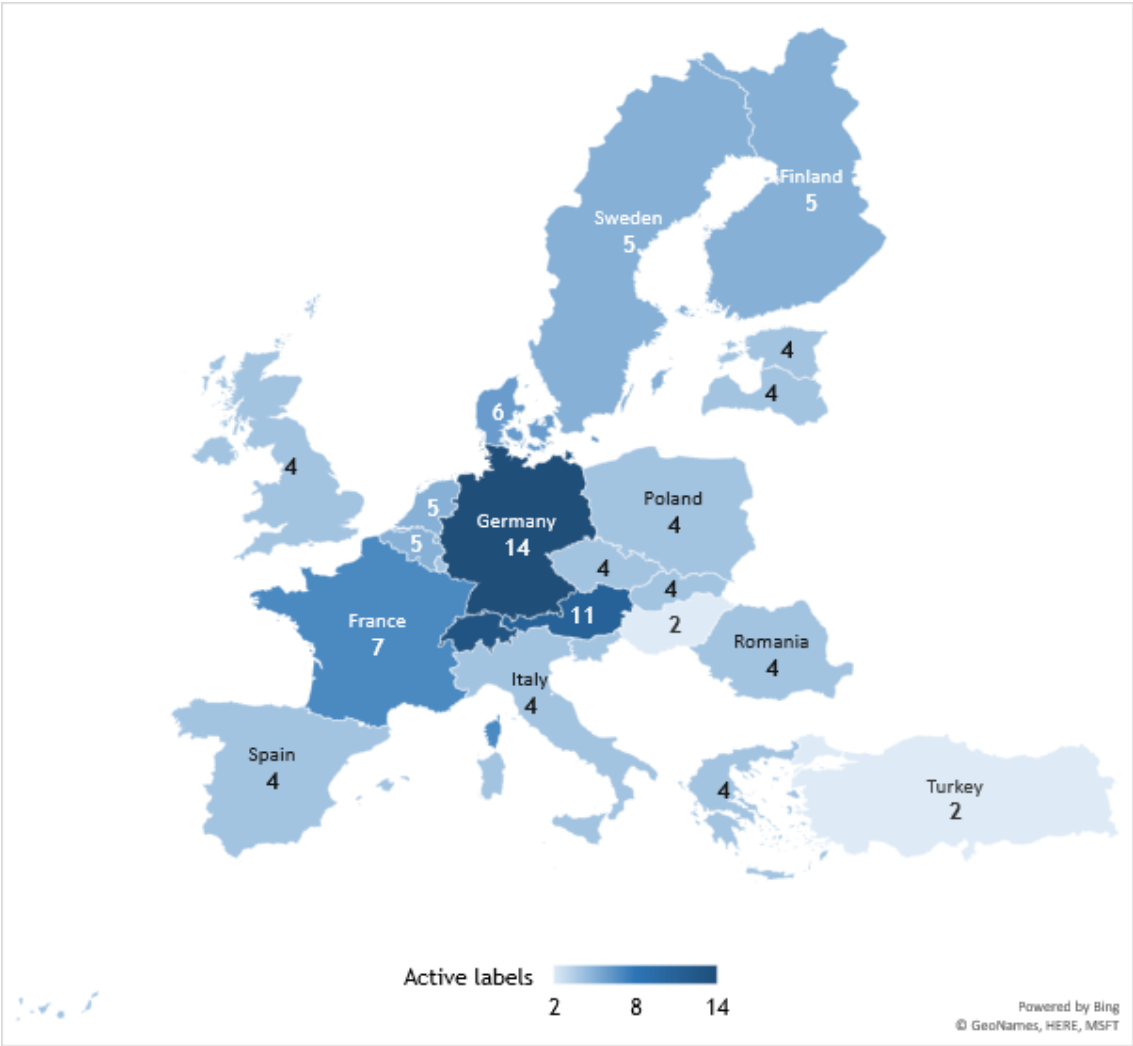 Finland
5
Sweden
5
4
4
6
4
5
5
Germany
14
Poland
4
4
4
11
2
France
7
Romania
4
Italy
4
Spain
4
4
Turkey
2
Active labels
2 8 14
Powered by Bing
© GeoNames, HERE, MSFT